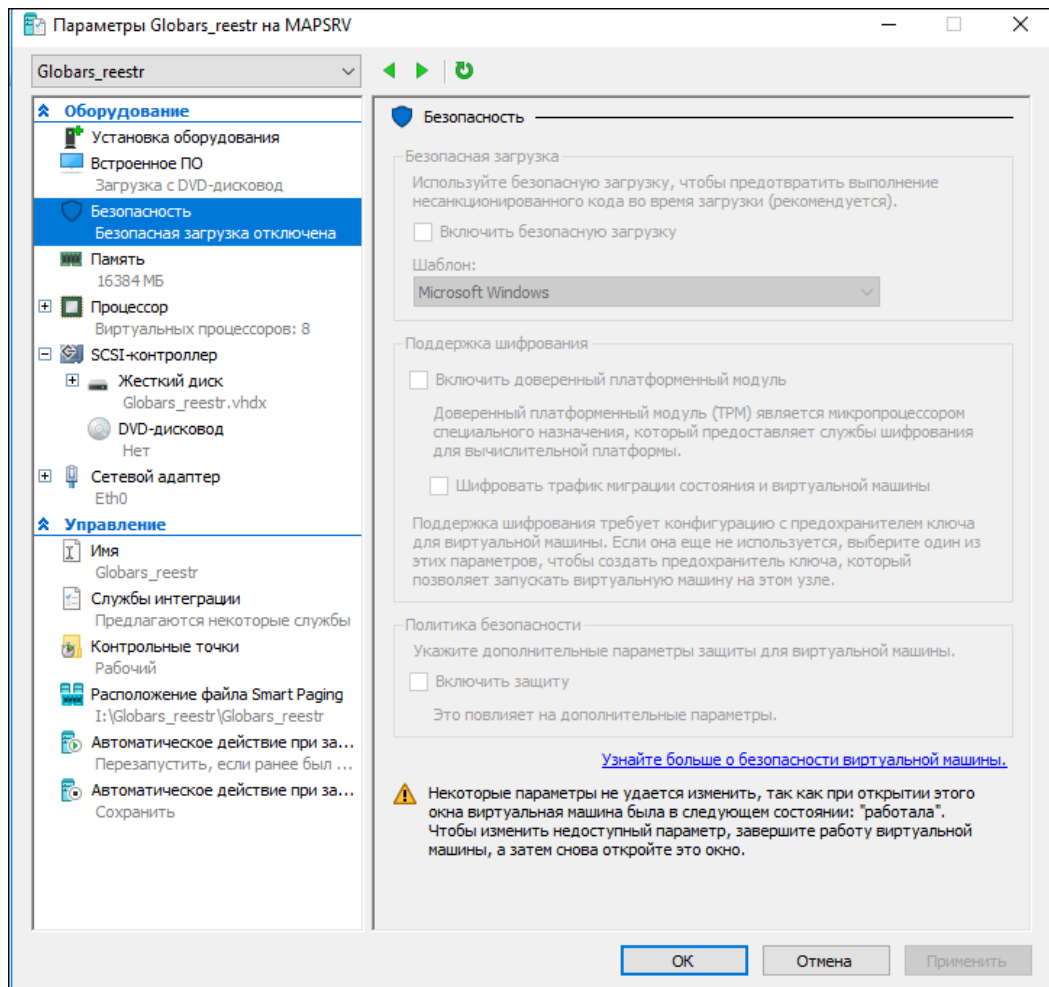 Параметры Globars_reestr на MAPSRV
Globars_reestr
Оборудование
Установка оборудования
Встроенное ПО
Загрузка с DVD-дисковод
Безопасность
Безопасная загрузка отключена
Память
16384 МБ
Процессор
Виртуальных процессоров: 8
SCSI-контроллер
Жесткий диск
Globars_reestr.vhdx
DVD-дисковод
Нет
Сетевой адаптер
Eth0
Управление
Имя
Globars_reestr
Службы интеграции
Предлагаются некоторые службы
Контрольные точки
Рабочий
Расположение файла Smart Paging
I:\Globars_reestr\Globars_reestr
Автоматическое действие при за...
Перезапустить, если ранее был ...
Автоматическое действие при за...
Сохранить
Безопасность
Безопасная загрузка
Используйте безопасную загрузку, чтобы предотвратить выполнение
несанкционированного кода во время загрузки (рекомендуется).
Включить безопасную загрузку
Шаблон:
Microsoft Windows
Поддержка шифрования
Включить доверенный платформенный модуль
Доверенный платформенный модуль (TPM) является микропроцессором
специального назначения, который предоставляет службы шифрования
для вычислительной платформы.
Шифровать трафик миграции состояния и виртуальной машины
Поддержка шифрования требует конфигурацию с предохранителем ключа
для виртуальной машины. Если она еще не используется, выберите один из
этих параметров, чтобы создать предохранитель ключа, который
позволяет запускать виртуальную машину на этом узле.
Политика безопасности
Укажите дополнительные параметры защиты для виртуальной машины.
Включить защиту
Это повлияет на дополнительные параметры.
Узнайте больше о безопасности виртуальной машины.
Некоторые параметры не удается изменить, так как при открытии этого
окна виртуальная машина была в следующем состоянии: "работала".
Чтобы изменить недоступный параметр, завершите работу виртуальной
машины, а затем снова откройте это окно.
ОК
Отмена
Применить